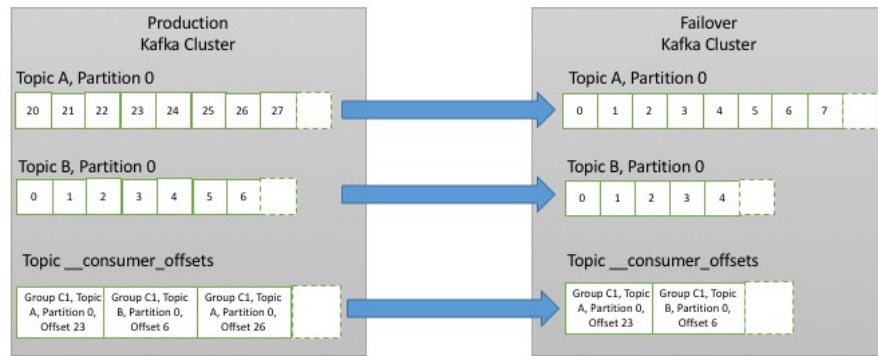 Production
Kafka Cluster
Topic A, Partition 0
20 21 22 23 24 25 26 27
Topic B, Partition 0
0 1 2 3 4 5 6
Topic __consumer_offsets
Group C1, Topic
A, Partition 0,
Offset 23
Group C1, Topic
B, Partition 0,
Offset 6
Group C1, Topic
A, Partition 0,
Offset 26
Failover
Kafka Cluster
Topic A, Partition 0
0 1 2 3 4 5 6 7
Topic B, Partition 0
0 1 2 3 4
Topic __consumer_offsets
Group C1, Topic
A, Partition 0,
Offset 23
Group C1, Topic
B, Partition 0,
Offset 6